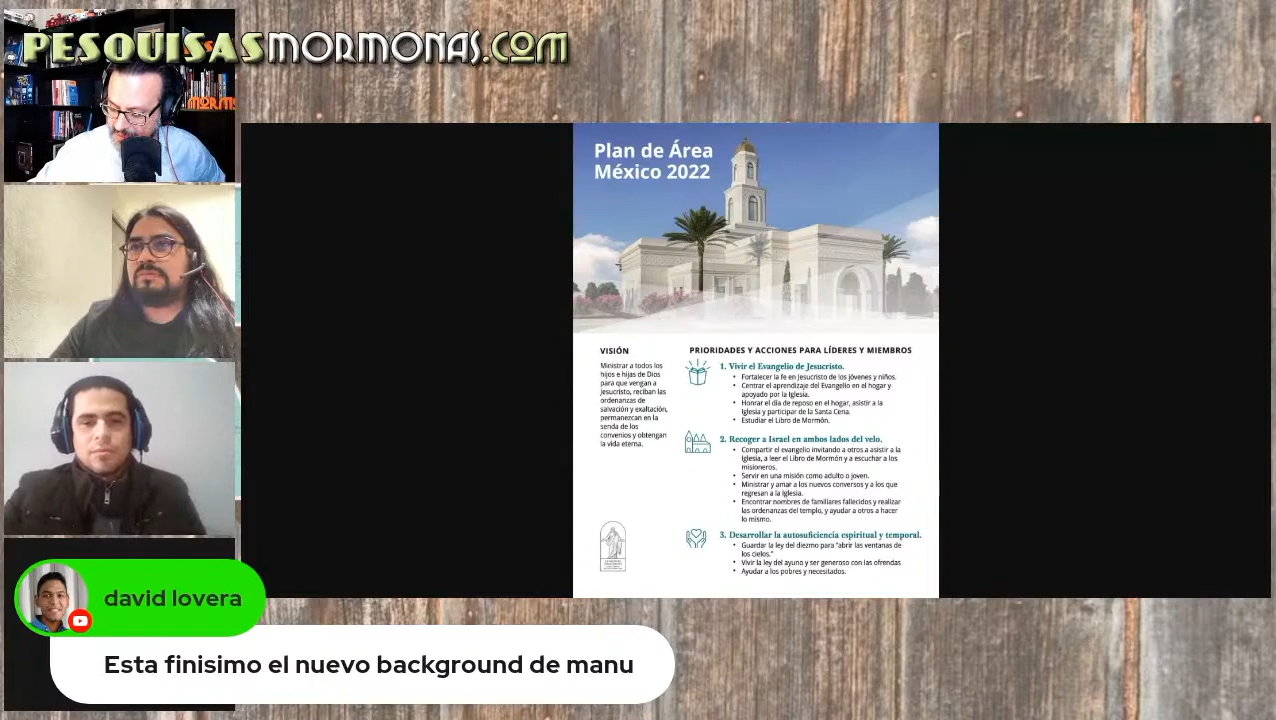 PESQUISASMORMONAS.COM
MORMO
Plan de Área
México 2022
VISIÓN
Ministrar a todos los
hijos e hijas de Dios
para que vengan a
Jesucristo, reciban las
ordenanzas de
salvación y exaltación,
permanezcan en la
senda de los
convenios y obtengan
la vida eterna.
PRIORIDADES Y ACCIONES PARA LÍDERES Y MIEMBROS
1. Vivir el Evangelio de Jesucristo.
• Fortalecer la fe en Jesucristo de los jóvenes y niños.
• Centrar el aprendizaje del Evangelio en el hogar y
apoyado por la Iglesia.
• Honrar el día de reposo en el hogar, asistir a la
Iglesia y participar de la Santa Cena.
• Estudiar el Libro de Mormón.
2. Recoger a Israel en ambos lados del velo.
• Compartir el evangelio invitando a otros a asistir a la
Iglesia, a leer el Libro de Mormón y a escuchar a los
misioneros.
• Servir en una misión como adulto o joven.
• Ministrar y amar a los nuevos conversos y a los que
regresan a la Iglesia.
• Encontrar nombres de familiares fallecidos y realizar
las ordenanzas del templo, y ayudar a otros a hacer
lo mismo.
3. Desarrollar la autosuficiencia espiritual y temporal.
• Guardar la ley del diezmo para "abrir las ventanas de
los cielos."
• Vivir la ley del ayuno y ser generoso con las ofrendas
• Ayudar a los pobres y necesitados.
david lovera
Esta finisimo el nuevo background de manu